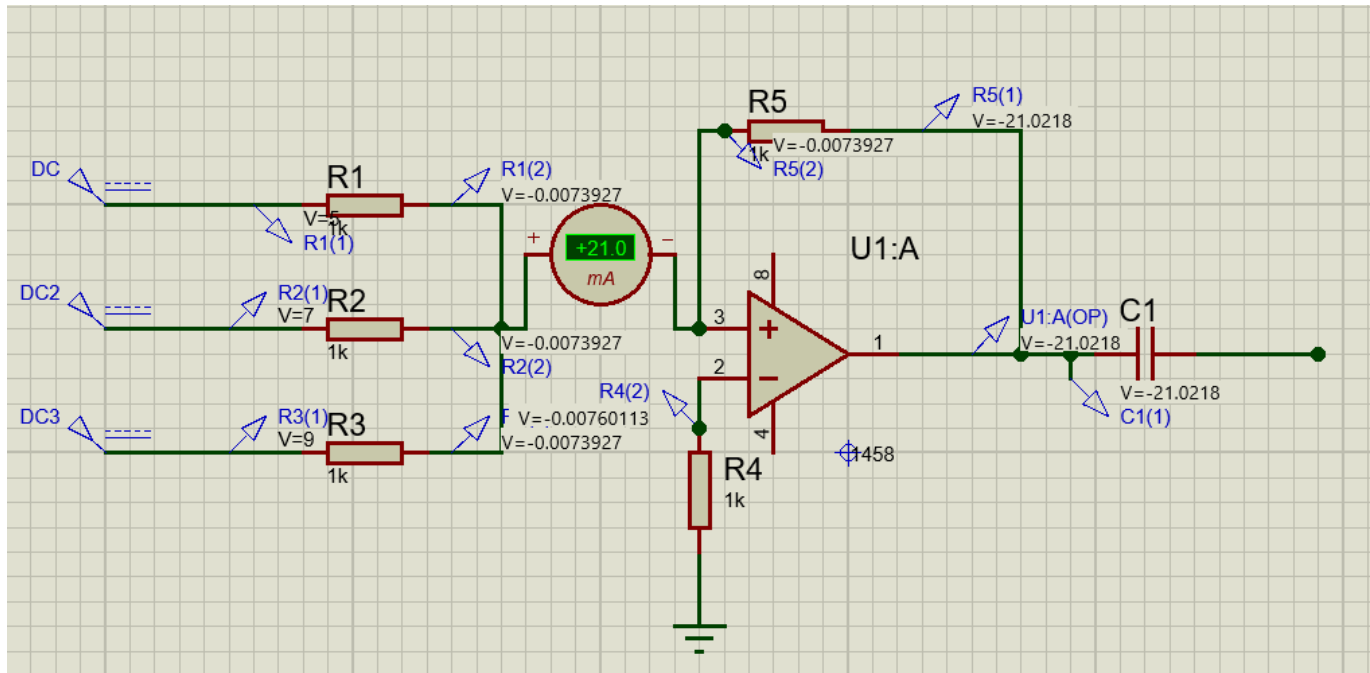 R5(1)
R5
V=-21.0218
V=-0.0073927
1k
R5(2)
DC
R1
R1(2)
V=-0.0073927
V=5
1k
R1(1)
+
+21.0
−
mA
U1:A
8
DC2
R2(1)
R2
V=7
1k
V=-0.0073927
R2(2)
3
+
2
−
1
4
U1:A(OP)
V=-21.0218
C1
V=-21.0218
C1(1)
R4(2)
DC3
R3(1)
R3
V=9
1k
V=-0.00760113
V=-0.0073927
1458
R4
1k